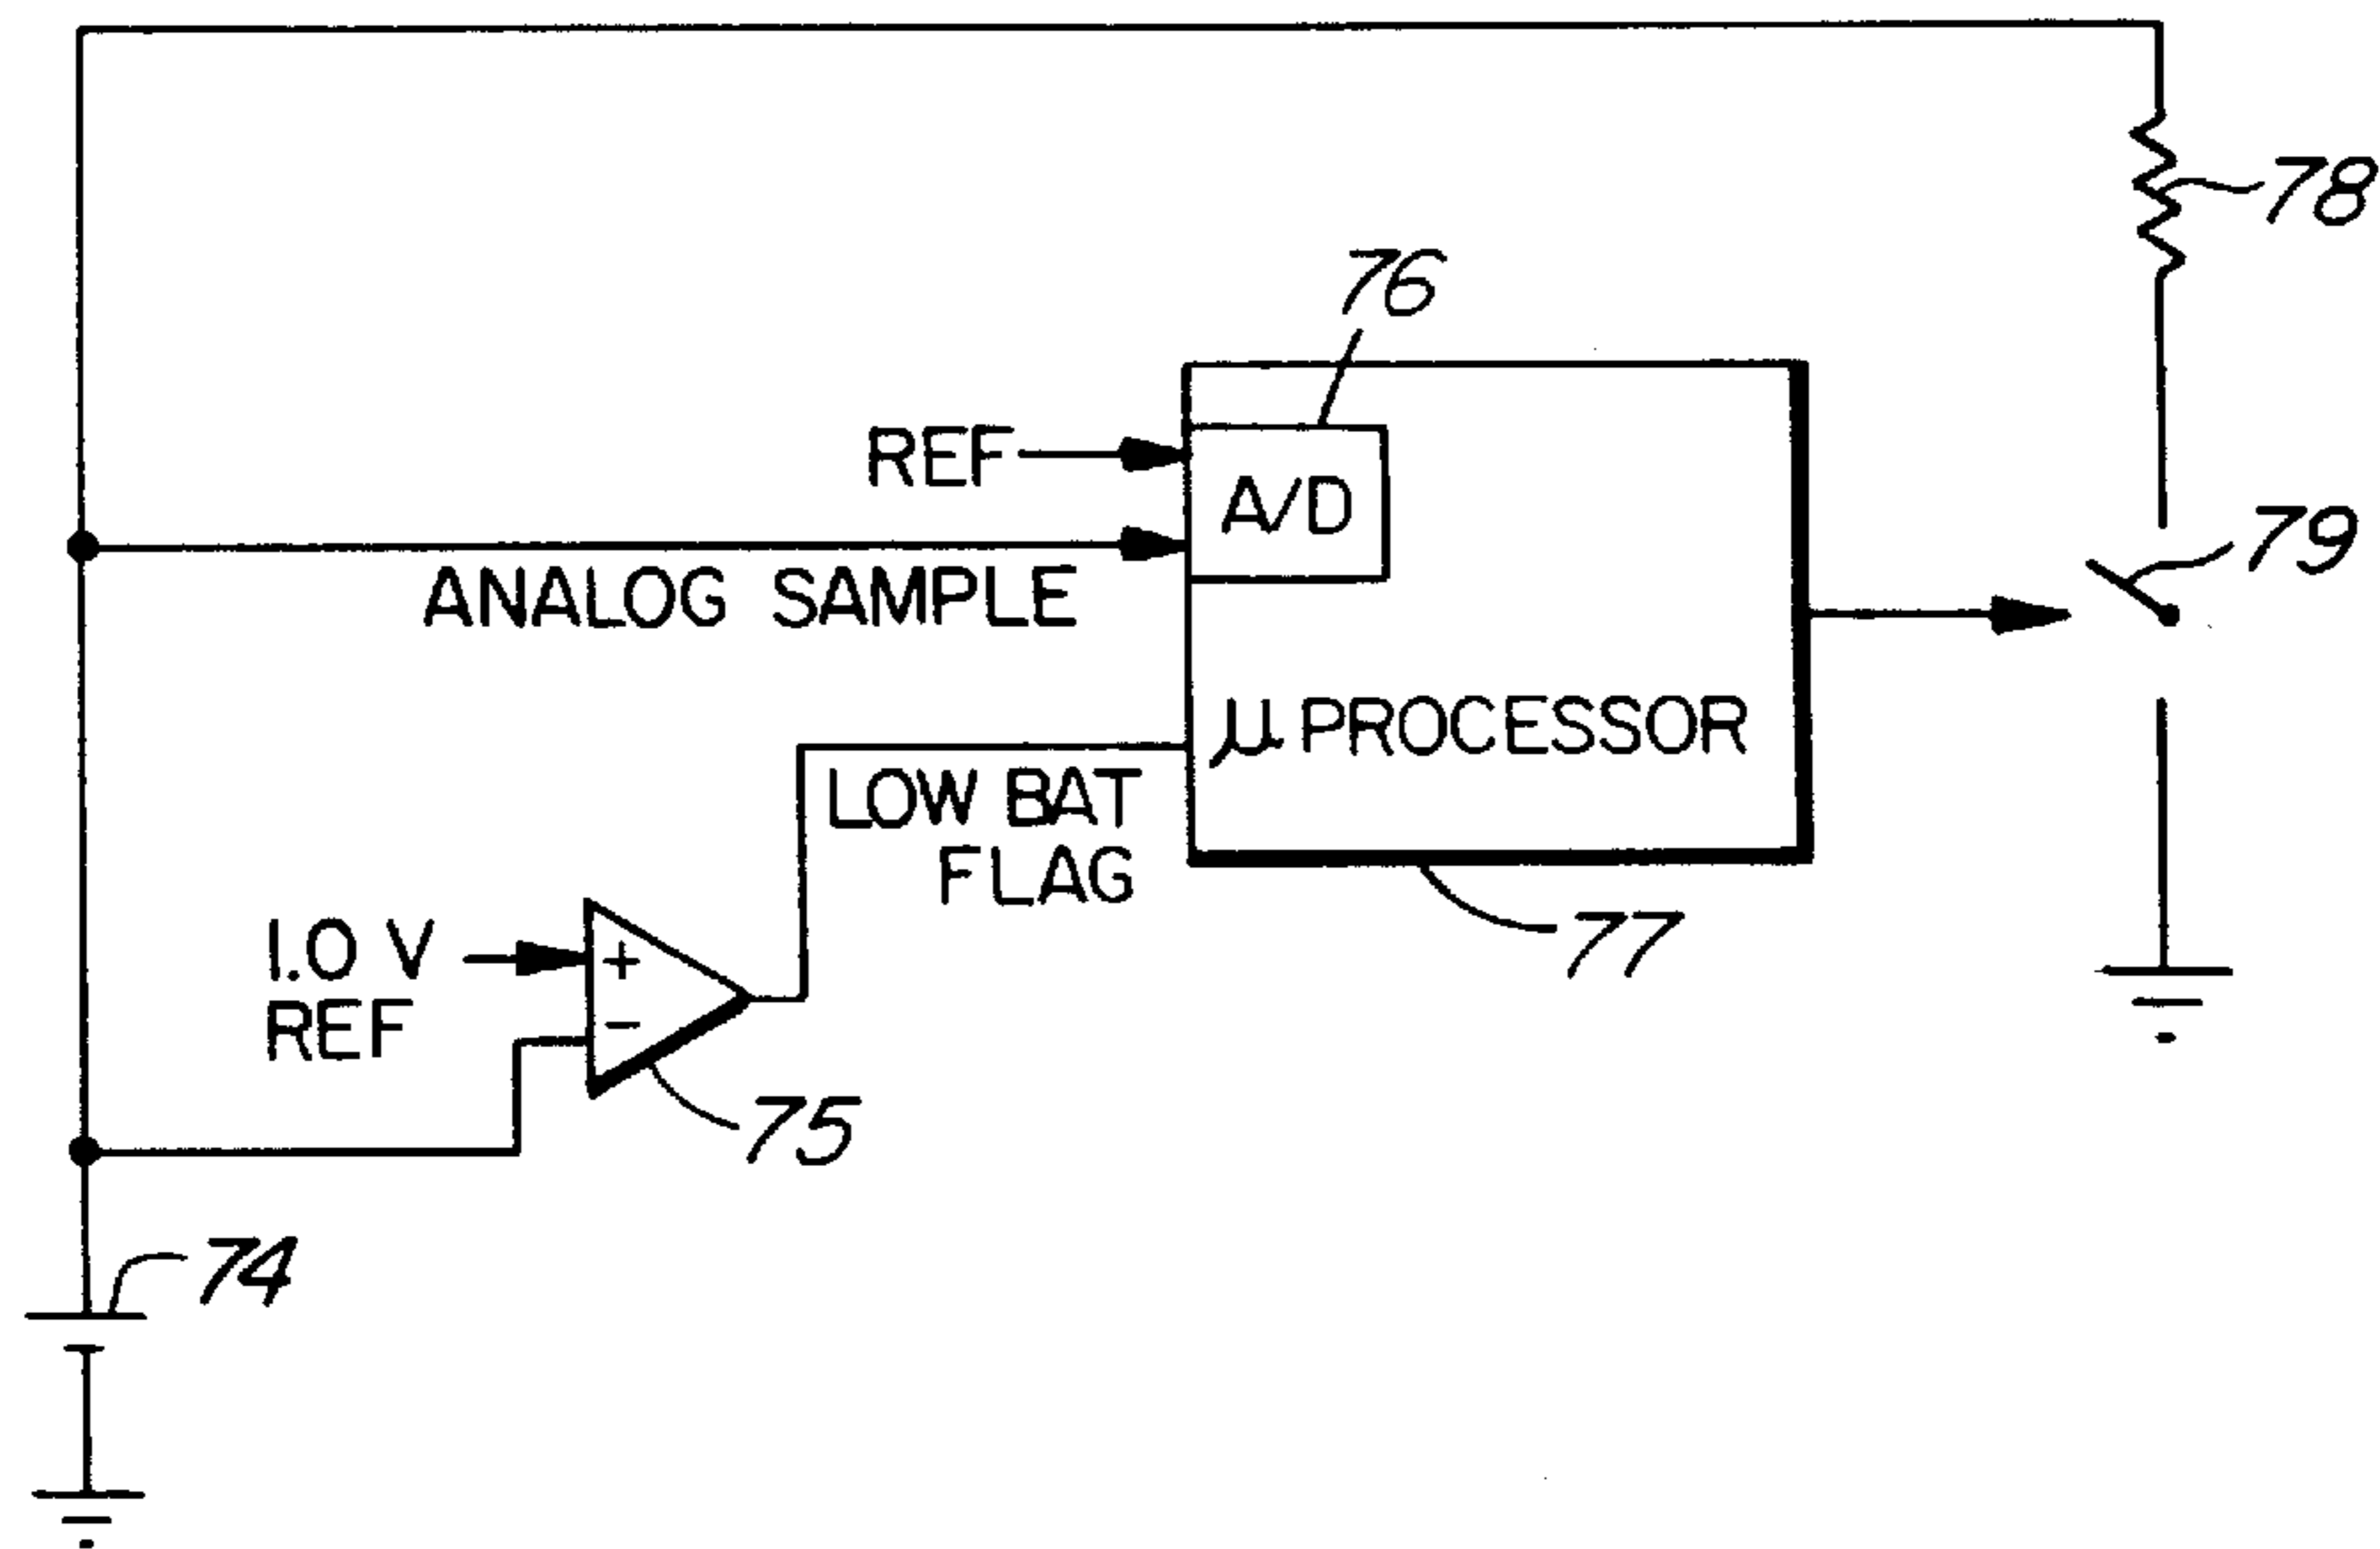 78
76
REF
A/D
79
ANALOG SAMPLE
µ PROCESSOR
LOW BAT
FLAG
1.0 V
REF
+
-
77
75
74